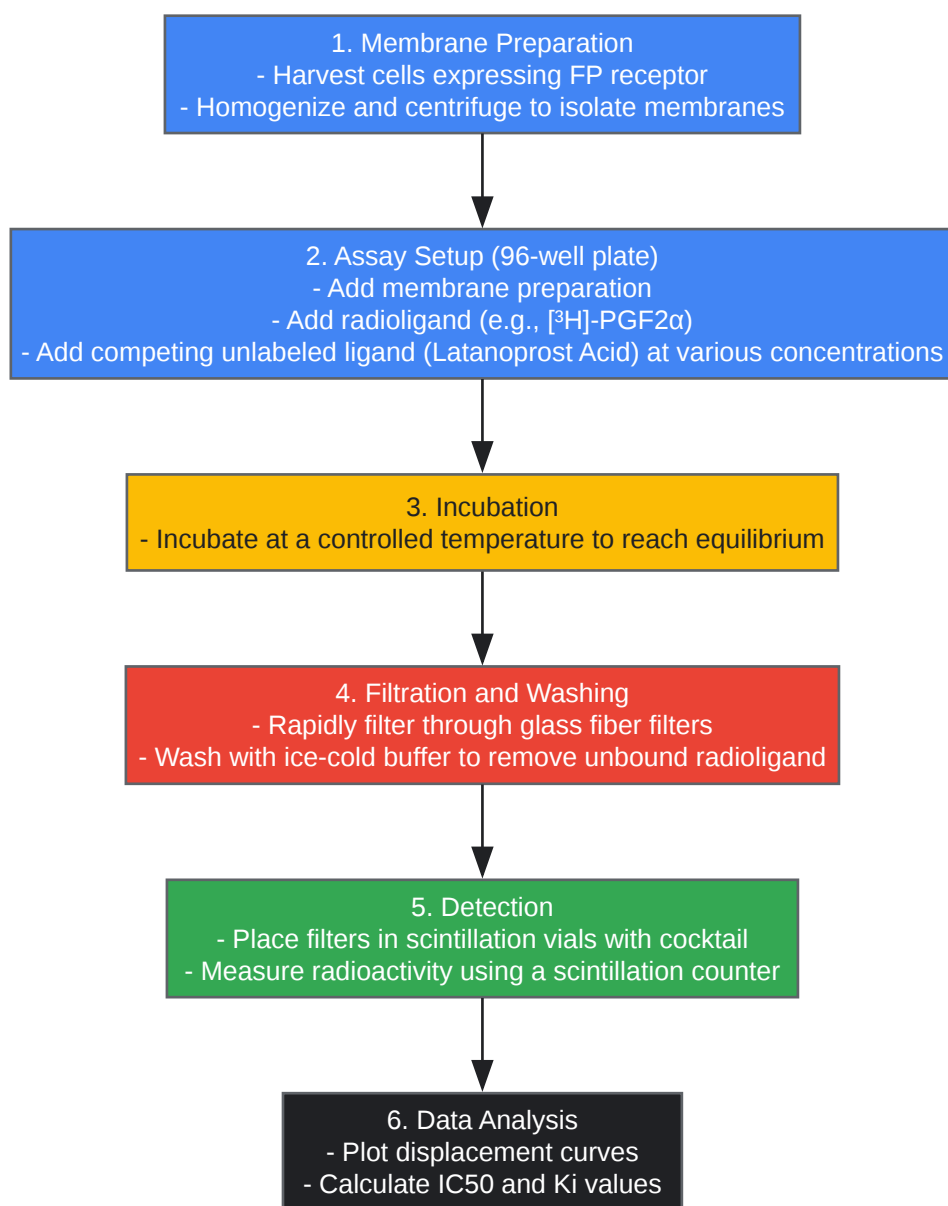 1. Membrane Preparation
- Harvest cells expressing FP receptor
- Homogenize and centrifuge to isolate membranes
2. Assay Setup (96-well plate)
- Add membrane preparation
- Add radioligand (e.g., [³H]-PGF2α)
- Add competing unlabeled ligand (Latanoprost Acid) at various concentrations
3. Incubation
- Incubate at a controlled temperature to reach equilibrium
4. Filtration and Washing
- Rapidly filter through glass fiber filters
- Wash with ice-cold buffer to remove unbound radioligand
5. Detection
- Place filters in scintillation vials with cocktail
- Measure radioactivity using a scintillation counter
6. Data Analysis
- Plot displacement curves
- Calculate IC50 and Ki values